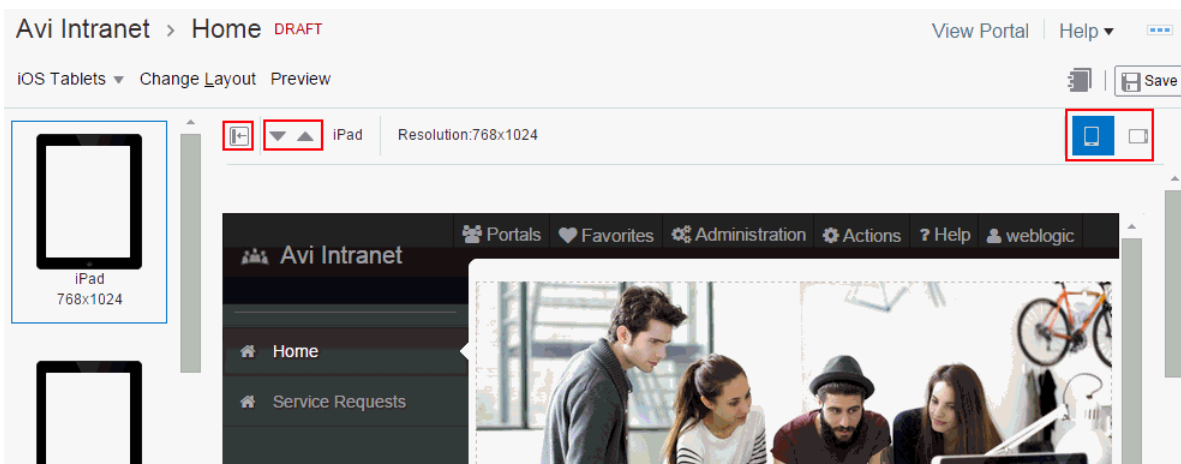 Avi Intranet > Home DRAFT View Portal Help
iOS Tablets Change Layout Preview Save
iPad Resolution:768x1024
iPad
768x1024
Portals Favorites Administration Actions ? Help weblogic
Avi Intranet
Home
Service Requests